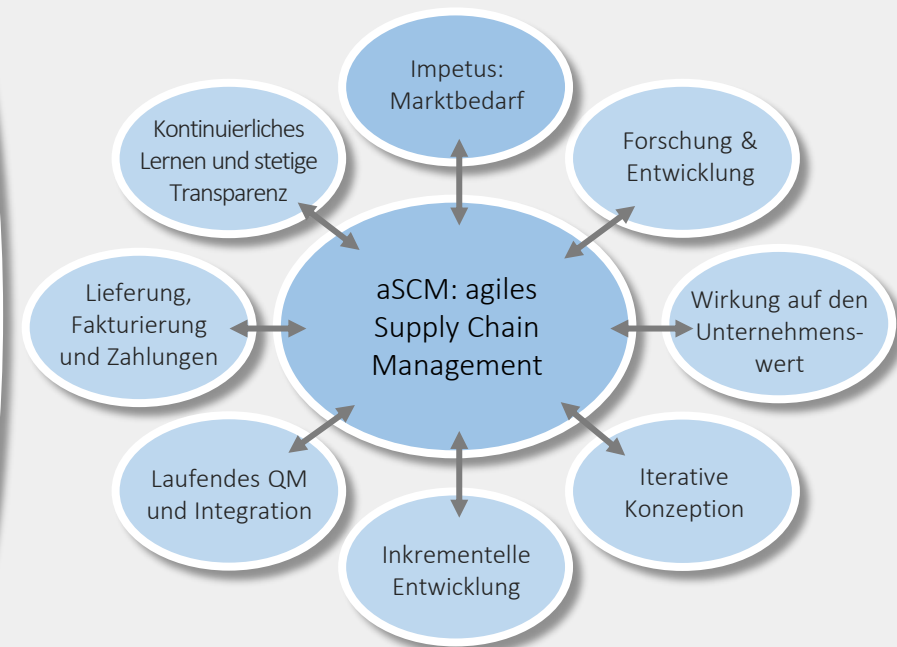 Impetus:
Marktbedarf
Forschung &
Entwicklung
Wirkung auf den
Unternehmens-
wert
Iterative
Konzeption
Inkrementelle
Entwicklung
Laufendes QM
und Integration
Lieferung,
Fakturierung
und Zahlungen
Kontinuierliches
Lernen und stetige
Transparenz
aSCM: agiles
Supply Chain
Management